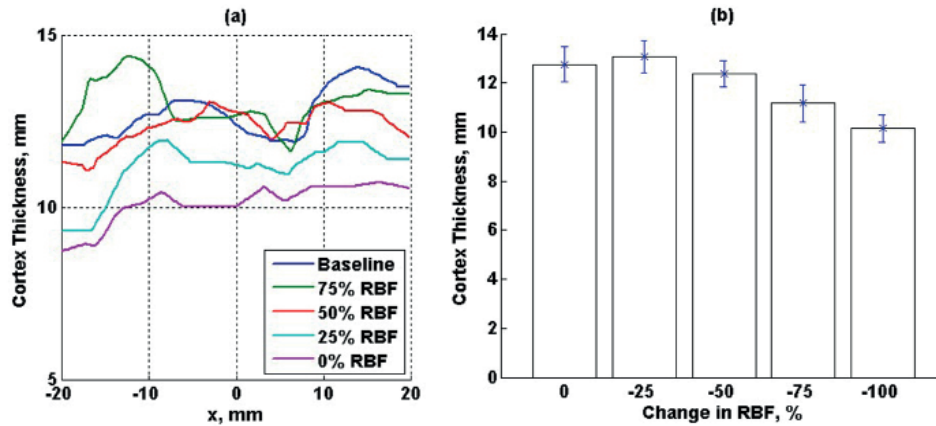 (a)
Cortex Thickness, mm
15
10
5
-20
-10
0
10
20
x, mm
Baseline
75% RBF
50% RBF
25% RBF
0% RBF
(b)
Cortex Thickness, mm
14
12
10
8
6
4
2
0
0
-25
-50
-75
-100
Change in RBF, %